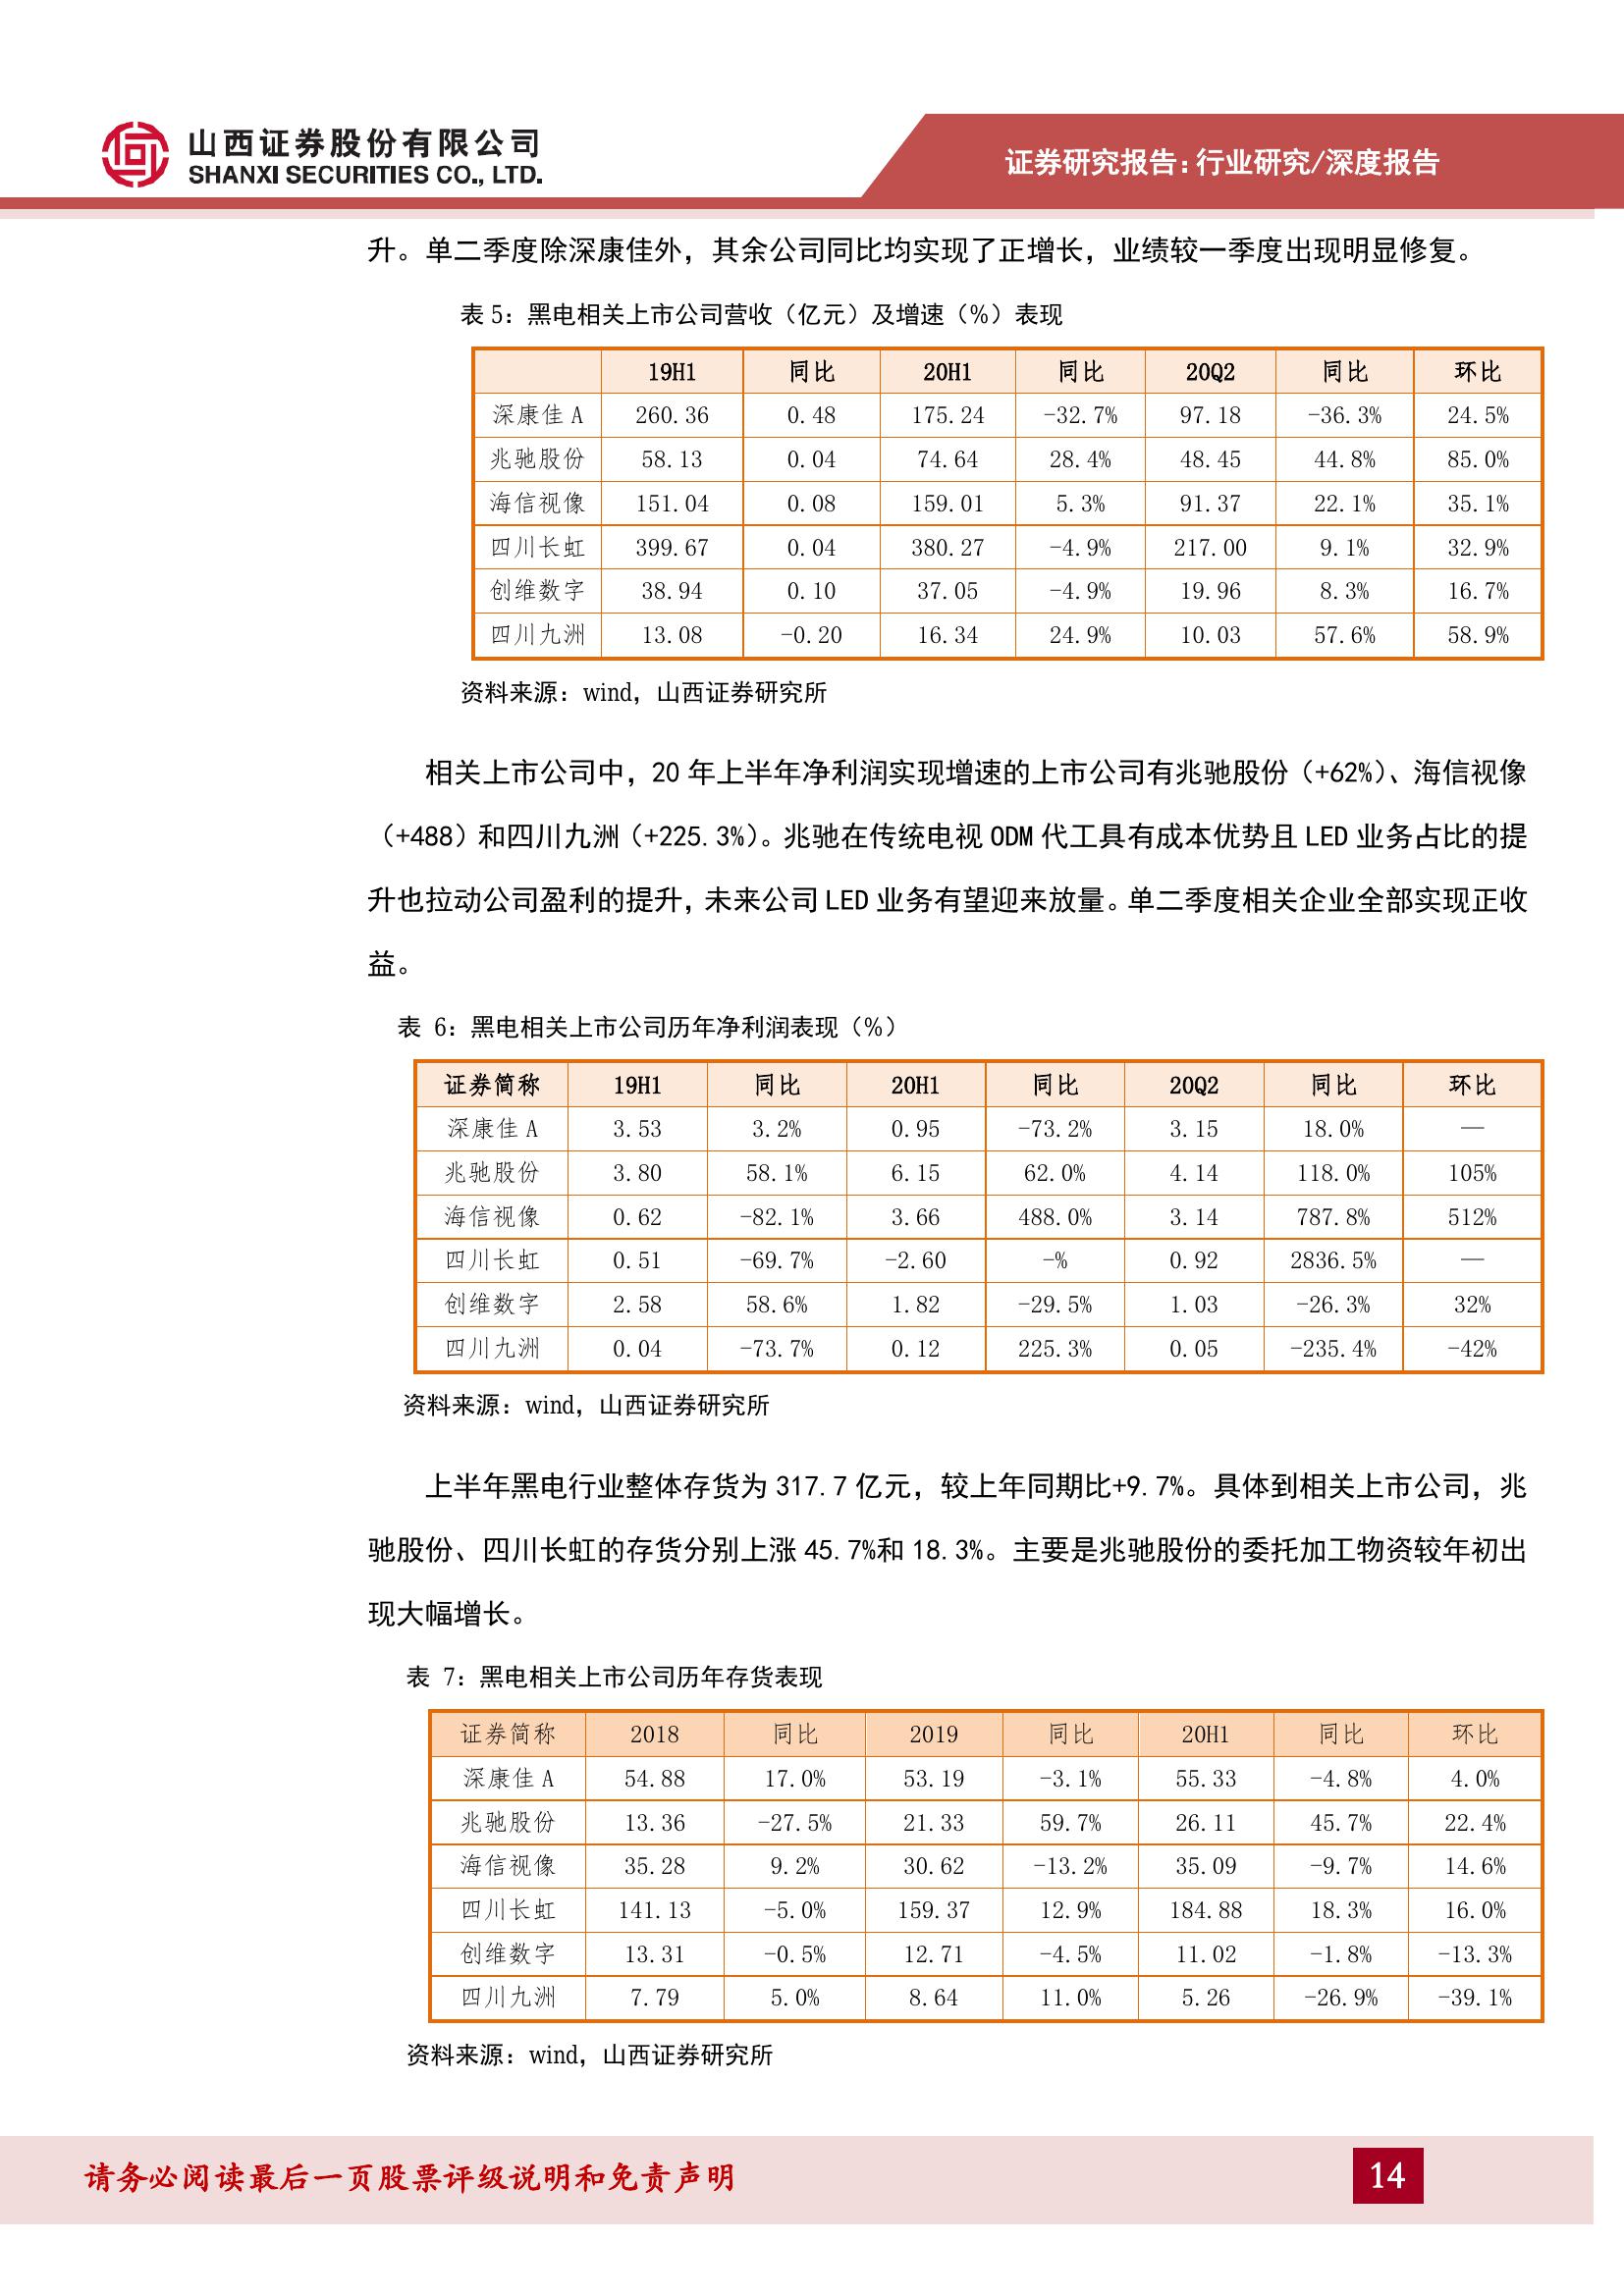 山西证券股份有限公司
SHANXI SECURITIES CO., LTD.
证券研究报告：行业研究/深度报告
升。单二季度除深康佳外，其余公司同比均实现了正增长，业绩较一季度出现明显修复。
表 5：黑电相关上市公司营收（亿元）及增速（%）表现
19H1 同比 20H1 同比 20Q2 同比 环比
深康佳 A 260.36 0.48 175.24 -32.7% 97.18 -36.3% 24.5%
兆驰股份 58.13 0.04 74.64 28.4% 48.45 44.8% 85.0%
海信视像 151.04 0.08 159.01 5.3% 91.37 22.1% 35.1%
四川长虹 399.67 0.04 380.27 -4.9% 217.00 9.1% 32.9%
创维数字 38.94 0.10 37.05 -4.9% 19.96 8.3% 16.7%
四川九洲 13.08 -0.20 16.34 24.9% 10.03 57.6% 58.9%
资料来源：wind，山西证券研究所
相关上市公司中，20 年上半年净利润实现增速的上市公司有兆驰股份（+62%）、海信视像
（+488）和四川九洲（+225.3%）。兆驰在传统电视 ODM 代工具有成本优势且 LED 业务占比的提
升也拉动公司盈利的提升，未来公司 LED 业务有望迎来放量。单二季度相关企业全部实现正收
益。
表 6：黑电相关上市公司历年净利润表现（%）
证券简称 19H1 同比 20H1 同比 20Q2 同比 环比
深康佳 A 3.53 3.2% 0.95 -73.2% 3.15 18.0% —
兆驰股份 3.80 58.1% 6.15 62.0% 4.14 118.0% 105%
海信视像 0.62 -82.1% 3.66 488.0% 3.14 787.8% 512%
四川长虹 0.51 -69.7% -2.60 -% 0.92 2836.5% —
创维数字 2.58 58.6% 1.82 -29.5% 1.03 -26.3% 32%
四川九洲 0.04 -73.7% 0.12 225.3% 0.05 -235.4% -42%
资料来源：wind，山西证券研究所
上半年黑电行业整体存货为 317.7 亿元，较上年同期比+9.7%。具体到相关上市公司，兆
驰股份、四川长虹的存货分别上涨 45.7%和 18.3%。主要是兆驰股份的委托加工物资较年初出
现大幅增长。
表 7：黑电相关上市公司历年存货表现
证券简称 2018 同比 2019 同比 20H1 同比 环比
深康佳 A 54.88 17.0% 53.19 -3.1% 55.33 -4.8% 4.0%
兆驰股份 13.36 -27.5% 21.33 59.7% 26.11 45.7% 22.4%
海信视像 35.28 9.2% 30.62 -13.2% 35.09 -9.7% 14.6%
四川长虹 141.13 -5.0% 159.37 12.9% 184.88 18.3% 16.0%
创维数字 13.31 -0.5% 12.71 -4.5% 11.02 -1.8% -13.3%
四川九洲 7.79 5.0% 8.64 11.0% 5.26 -26.9% -39.1%
资料来源：wind，山西证券研究所
请务必阅读最后一页股票评级说明和免责声明
14